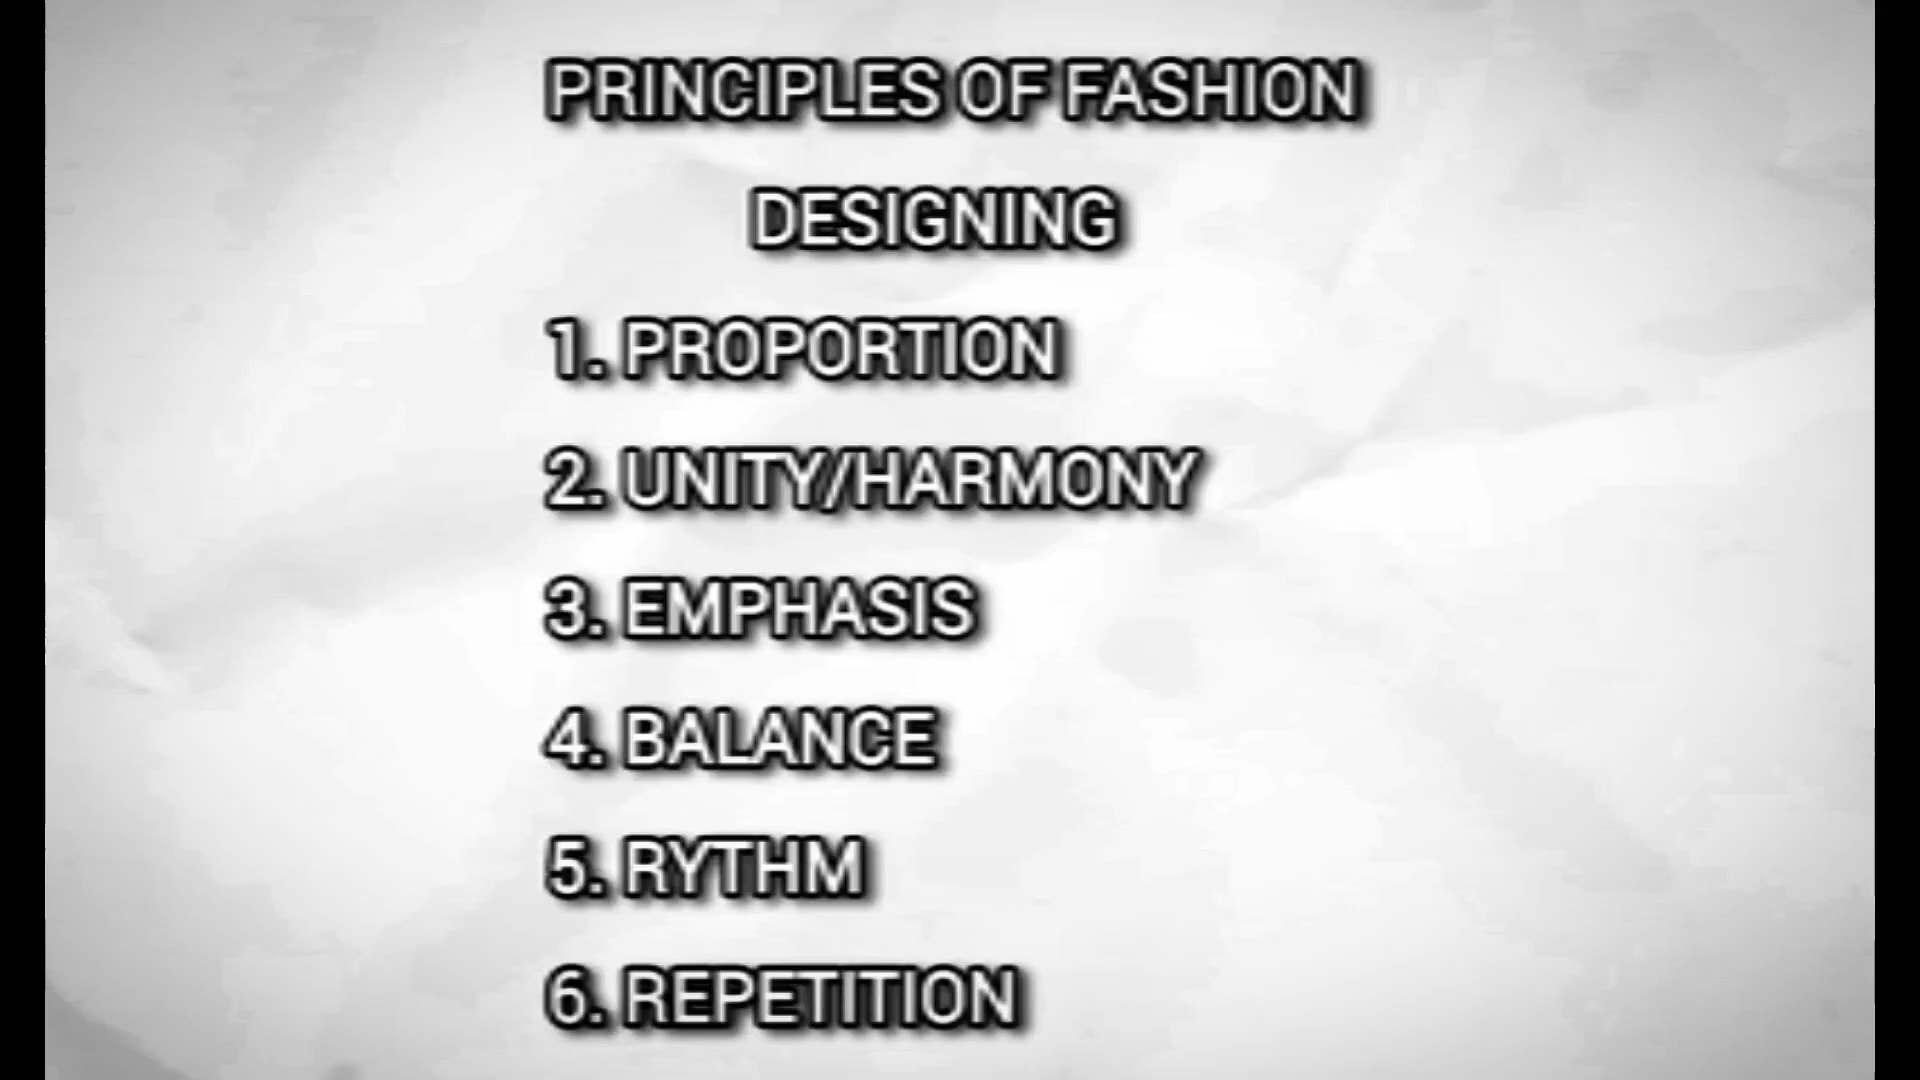 PRINCIPLES OF FASHION
DESIGNING
1. PROPORTION
2. UNITY/HARMONY
3. EMPHASIS
4. BALANCE
5. RYTHM
6. REPETITION